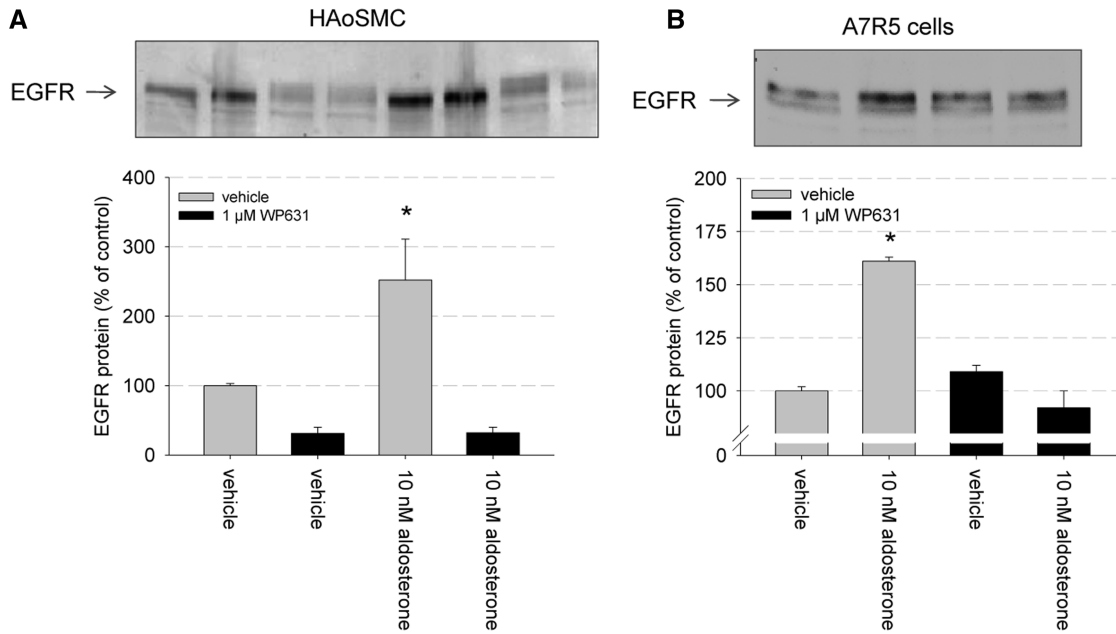 A
HAoSMC
EGFR →
EGFR protein (% of control)
400
300
200
100
0
vehicle
1 µM WP631
*
vehicle
vehicle
10 nM aldosterone
10 nM aldosterone
B
A7R5 cells
EGFR →
EGFR protein (% of control)
200
175
150
125
100
0
vehicle
1 µM WP631
*
vehicle
10 nM aldosterone
vehicle
10 nM aldosterone